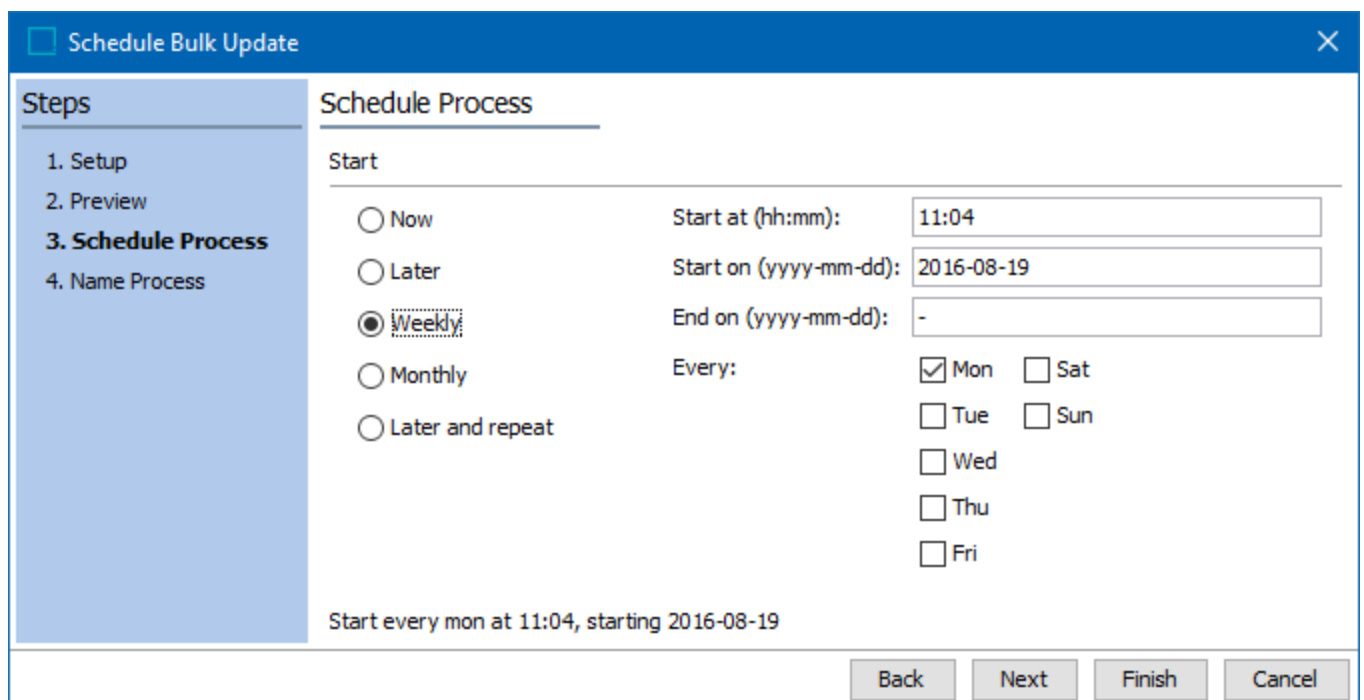 Schedule Bulk Update
Steps
1. Setup
2. Preview
3. Schedule Process
4. Name Process
Schedule Process
Start
Now
Later
Weekly
Monthly
Later and repeat
Start at (hh:mm): 11:04
Start on (yyyy-mm-dd): 2016-08-19
End on (yyyy-mm-dd): -
Every:
Mon Sat
Tue Sun
Wed
Thu
Fri
Start every mon at 11:04, starting 2016-08-19
Back Next Finish Cancel